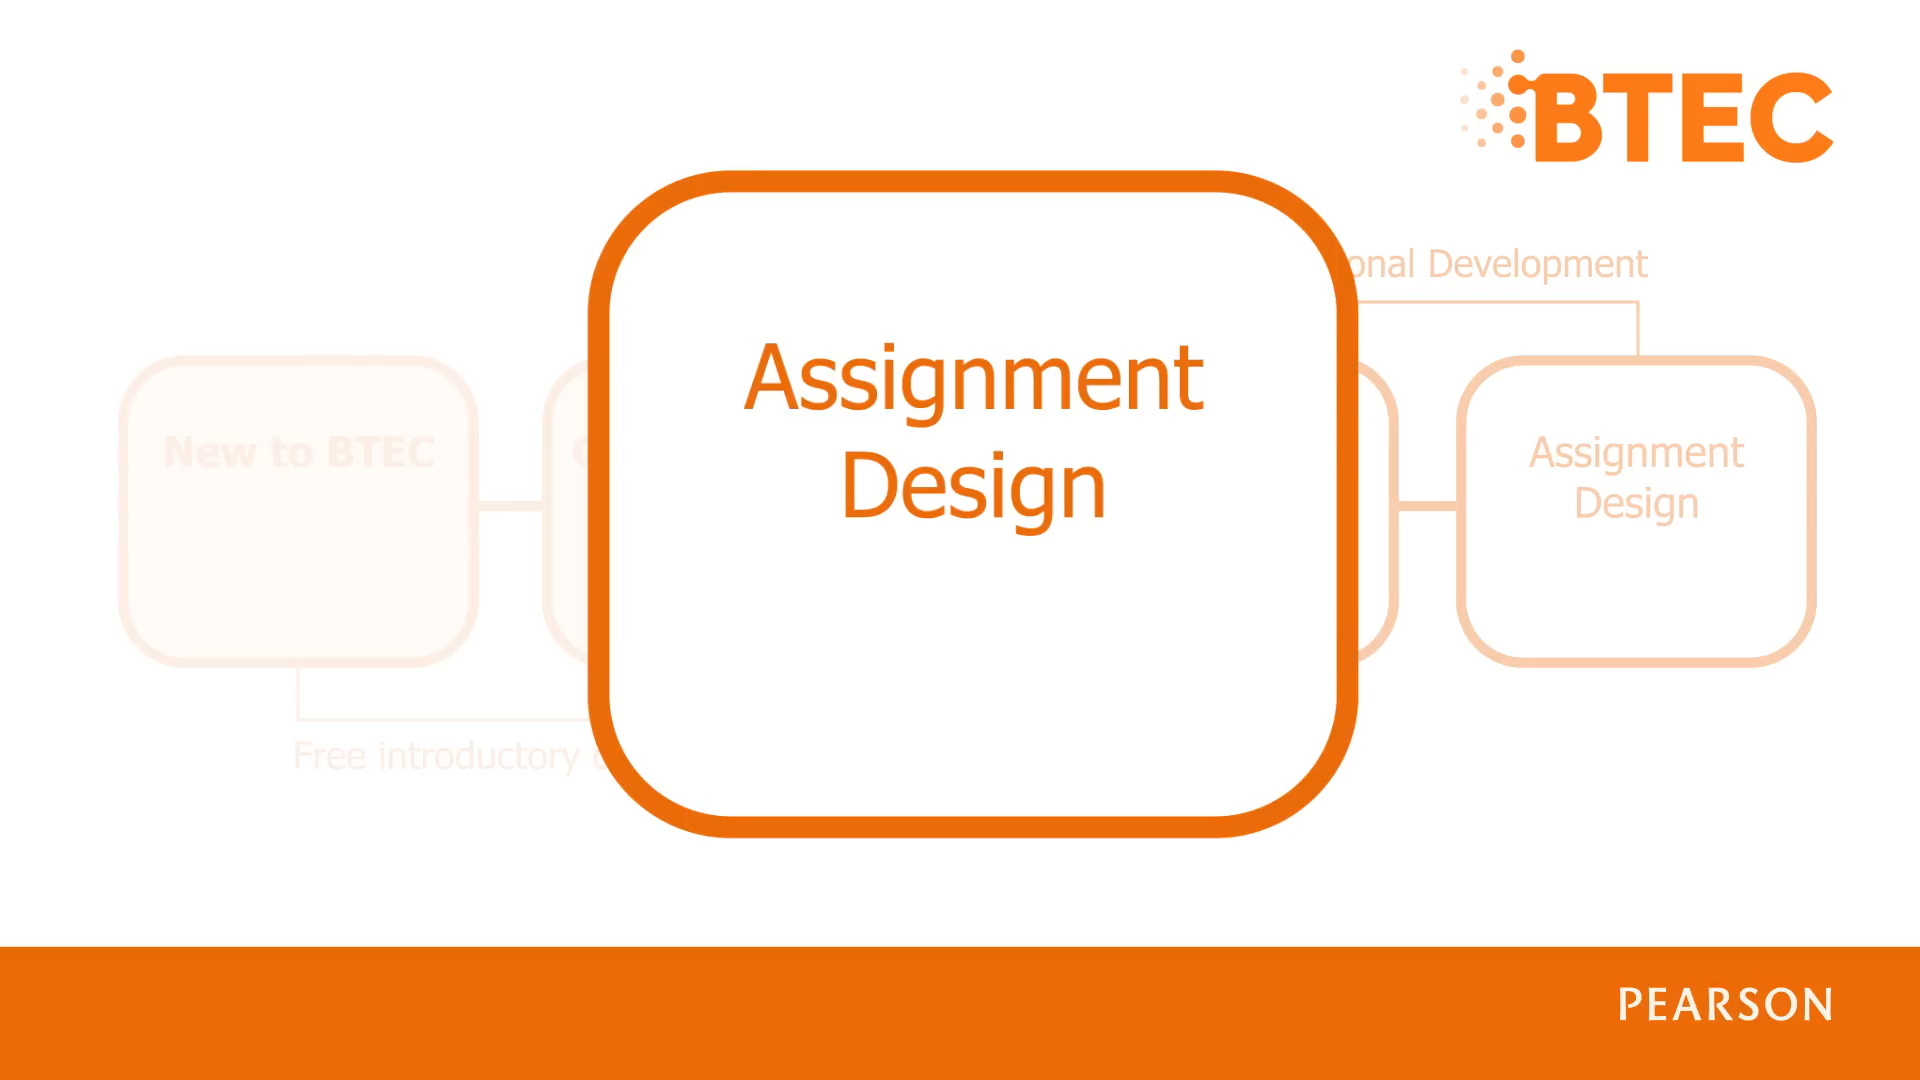 BTEC
onal Development
Assignment
Design
New to BTEC
Assignment
Design
Free introductory
PEARSON